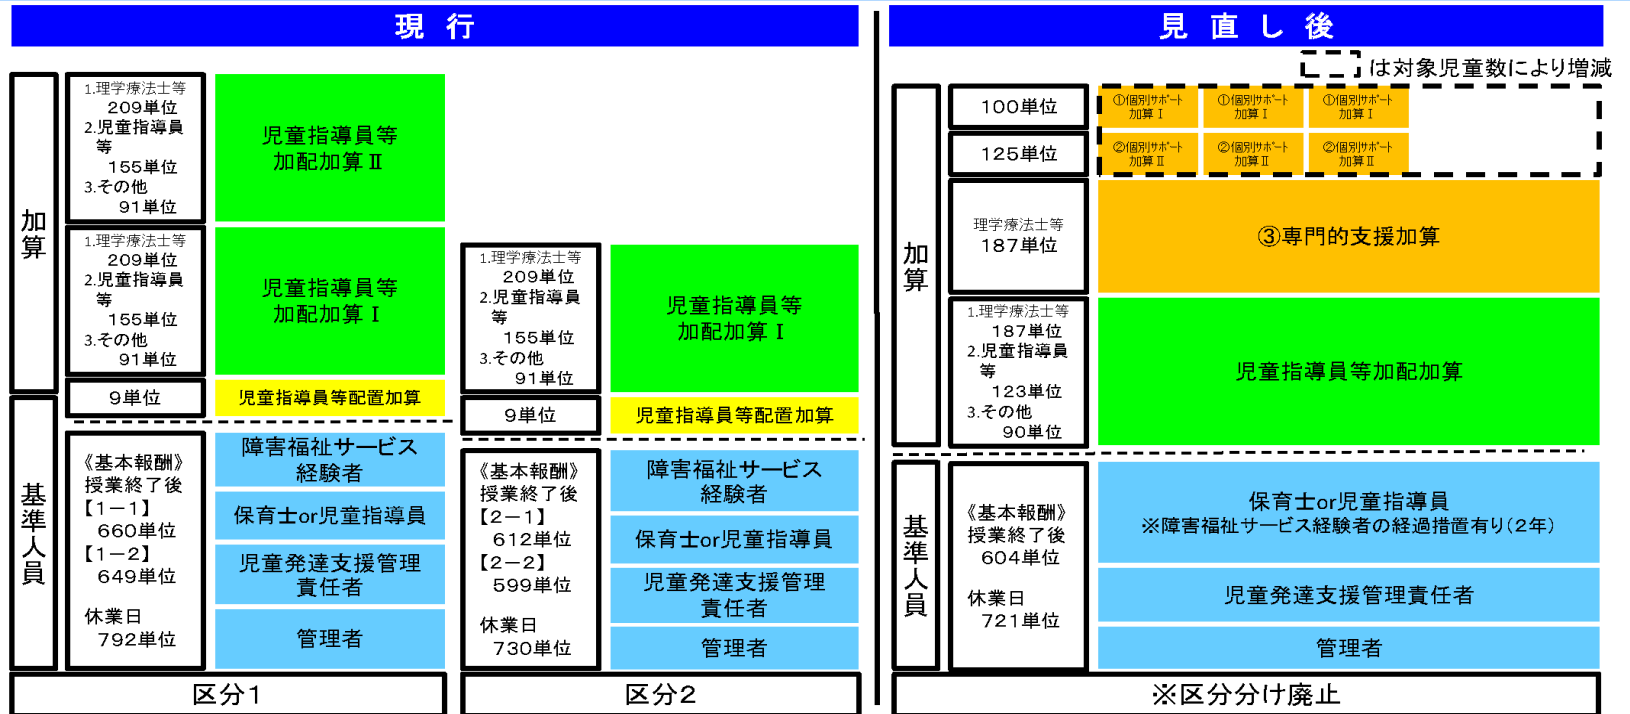 現行
加算
1.理学療法士等
209単位
2.児童指導員
等
155単位
3.その他
91単位
児童指導員等
加配加算Ⅱ
1.理学療法士等
209単位
2.児童指導員
等
155単位
3.その他
91単位
児童指導員等
加配加算Ⅰ
9単位
児童指導員等配置加算
基準人員
《基本報酬》
授業終了後
【1－1】
660単位
【1－2】
649単位
休業日
792単位
障害福祉サービス
経験者
保育士or児童指導員
児童発達支援管理
責任者
管理者
区分1
1.理学療法士等
209単位
2.児童指導員
等
155単位
3.その他
91単位
児童指導員等
加配加算Ⅰ
9単位
児童指導員等配置加算
《基本報酬》
授業終了後
【2－1】
612単位
【2－2】
599単位
休業日
730単位
障害福祉サービス
経験者
保育士or児童指導員
児童発達支援管理
責任者
管理者
区分2
見直し後
は対象児童数により増減
加算
100単位
①個別サポート
加算Ⅰ
①個別サポート
加算Ⅰ
①個別サポート
加算Ⅰ
125単位
②個別サポート
加算Ⅱ
②個別サポート
加算Ⅱ
②個別サポート
加算Ⅱ
理学療法士等
187単位
③専門的支援加算
1.理学療法士等
187単位
2.児童指導員
等
123単位
3.その他
90単位
児童指導員等加配加算
基準人員
《基本報酬》
授業終了後
604単位
休業日
721単位
保育士or児童指導員
※障害福祉サービス経験者の経過措置有り(2年)
児童発達支援管理責任者
管理者
※区分分け廃止